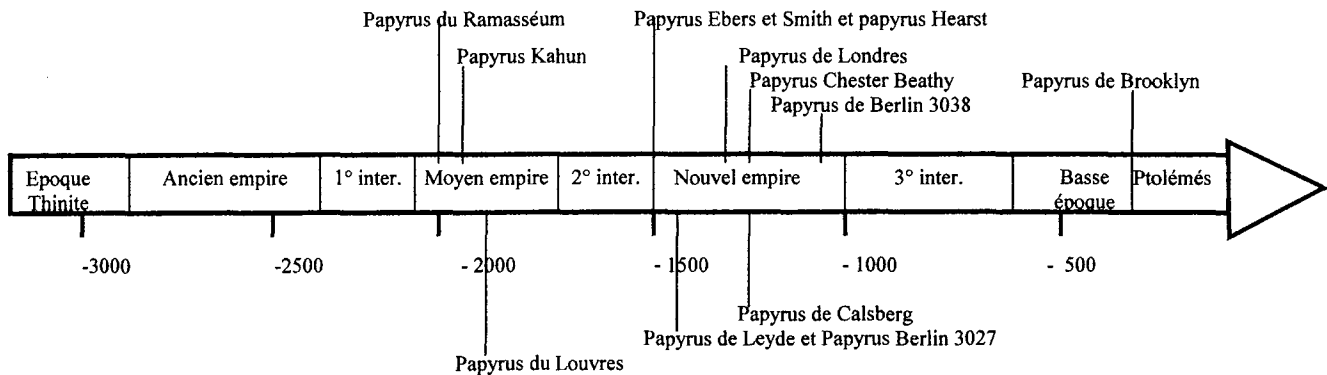 Papyrus du Ramasséum
Papyrus Ebers et Smith et papyrus Hearst
Papyrus Kahun
Papyrus de Londres
Papyrus Chester Beathy
Papyrus de Brooklyn
Papyrus de Berlin 3038
Epoque Thinite
Ancien empire
1° inter.
Moyen empire
2° inter.
Nouvel empire
3° inter.
Basse époque
Ptolémés
-3000
-2500
- 2000
- 1500
- 1000
- 500
Papyrus de Calsberg
Papyrus de Leyde et Papyrus Berlin 3027
Papyrus du Louvres